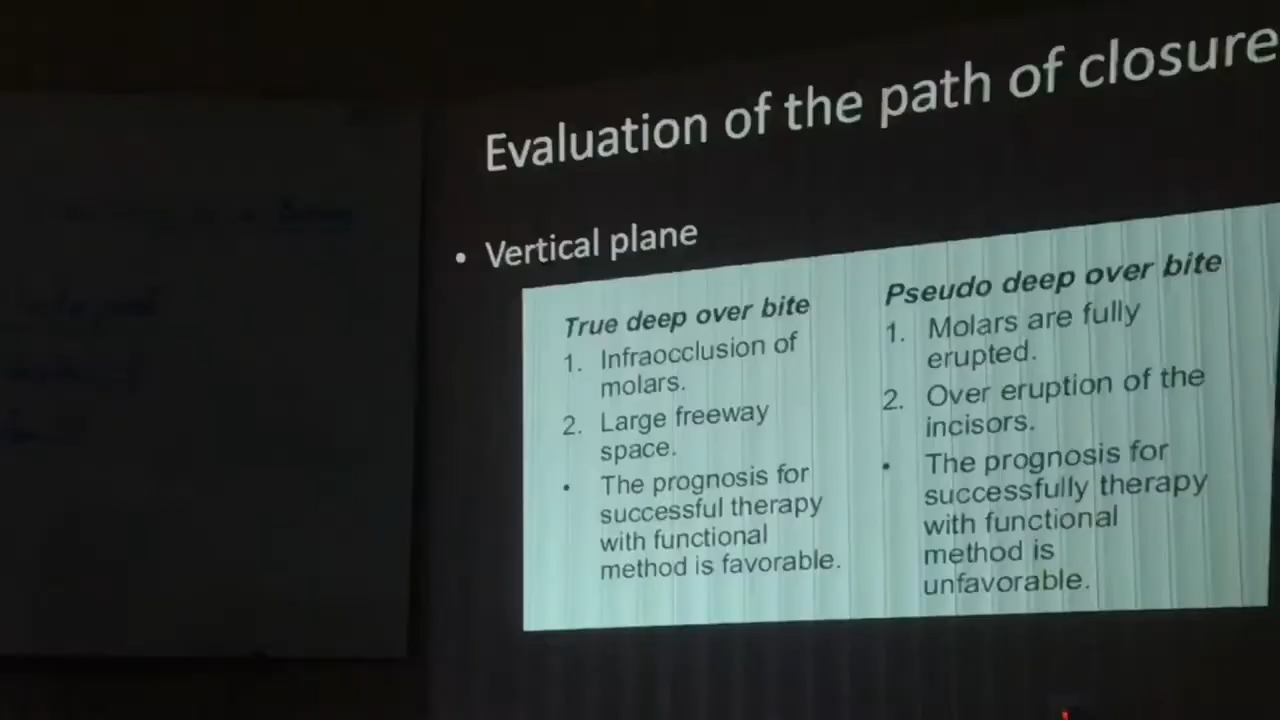 Evaluation of the path of closure
• Vertical plane
True deep over bite
1. Infraocclusion of
molars.
2. Large freeway
space.
• The prognosis for
successful therapy
with functional
method is favorable.
Pseudo deep over bite
1. Molars are fully
erupted.
2. Over eruption of the
incisors.
• The prognosis for
successfully therapy
with functional
method is
unfavorable.